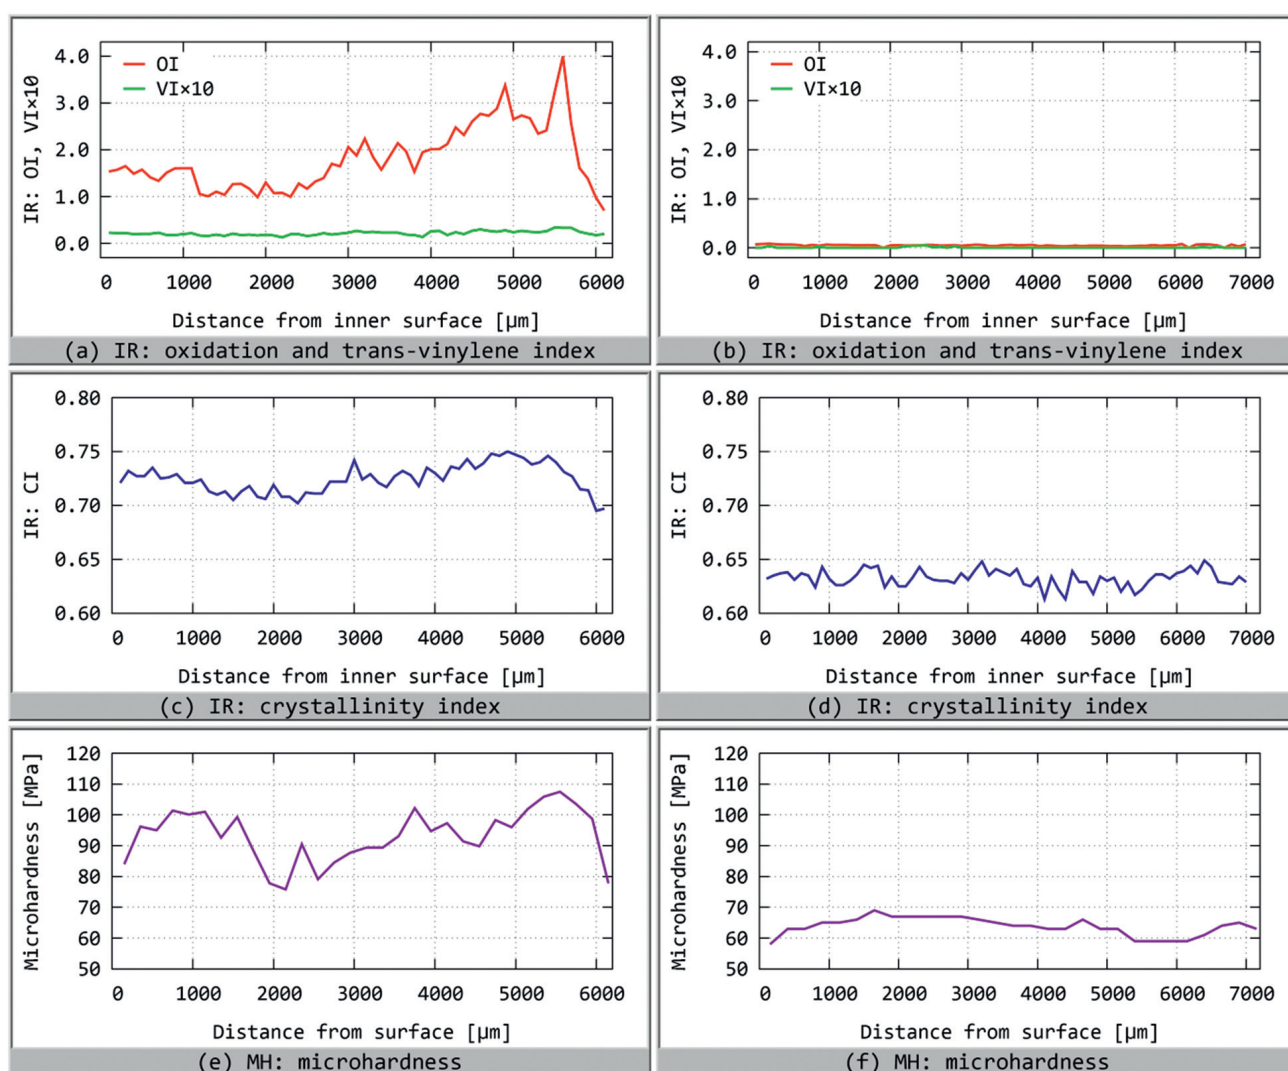 IR: OI, VI×10
4.0
3.0
2.0
1.0
0.0
OI
VI×10
0 1000 2000 3000 4000 5000 6000
Distance from inner surface [µm]
(a) IR: oxidation and trans-vinylene index
IR: OI, VI×10
4.0
3.0
2.0
1.0
0.0
OI
VI×10
0 1000 2000 3000 4000 5000 6000 7000
Distance from inner surface [µm]
(b) IR: oxidation and trans-vinylene index
IR: CI
0.80
0.75
0.70
0.65
0.60
0 1000 2000 3000 4000 5000 6000
Distance from inner surface [µm]
(c) IR: crystallinity index
IR: CI
0.80
0.75
0.70
0.65
0.60
0 1000 2000 3000 4000 5000 6000 7000
Distance from inner surface [µm]
(d) IR: crystallinity index
Microhardness [MPa]
120
110
100
90
80
70
60
50
0 1000 2000 3000 4000 5000 6000
Distance from surface [µm]
(e) MH: microhardness
Microhardness [MPa]
120
110
100
90
80
70
60
50
0 1000 2000 3000 4000 5000 6000 7000
Distance from surface [µm]
(f) MH: microhardness